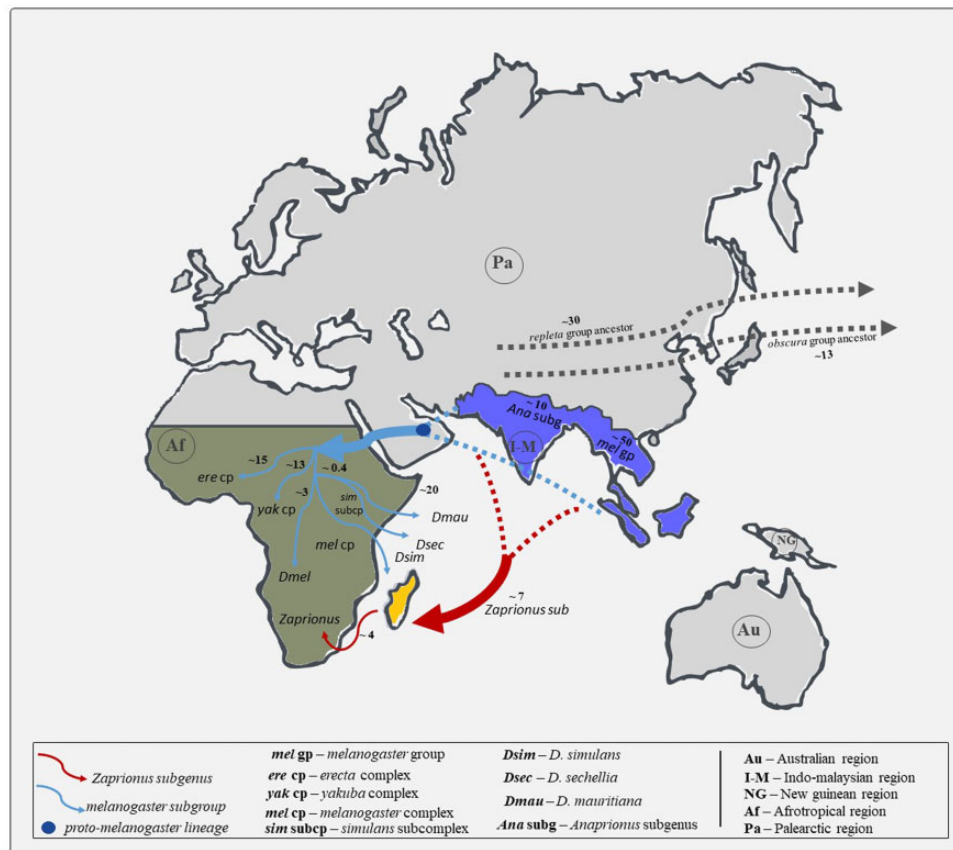 Pa
~30
repleta group ancestor
obscura group ancestor
~13
~ 10
Ana subg
~50
mel gp
I-M
Af
~15
~13
~ 0.4
ere cp
~3
~20
yak cp
sim
subcp
Dmau
mel cp
Dsec
Dsim
Dmel
NG
~ 7
Zaprionus sub
Zaprionus
~ 4
Au
Zaprionus subgenus
melanogaster subgroup
proto-melanogaster lineage
mel gp – melanogaster group
ere cp – erecta complex
yak cp – yakuba complex
mel cp – melanogaster complex
sim subcp – simulans subcomplex
Dsim – D. simulans
Dsec – D. sechellia
Dmau – D. mauritiana
Ana subg – Anaprionus subgenus
Au – Australian region
I-M – Indo-malaysian region
NG – New guinean region
Af – Afrotropical region
Pa – Palearctic region